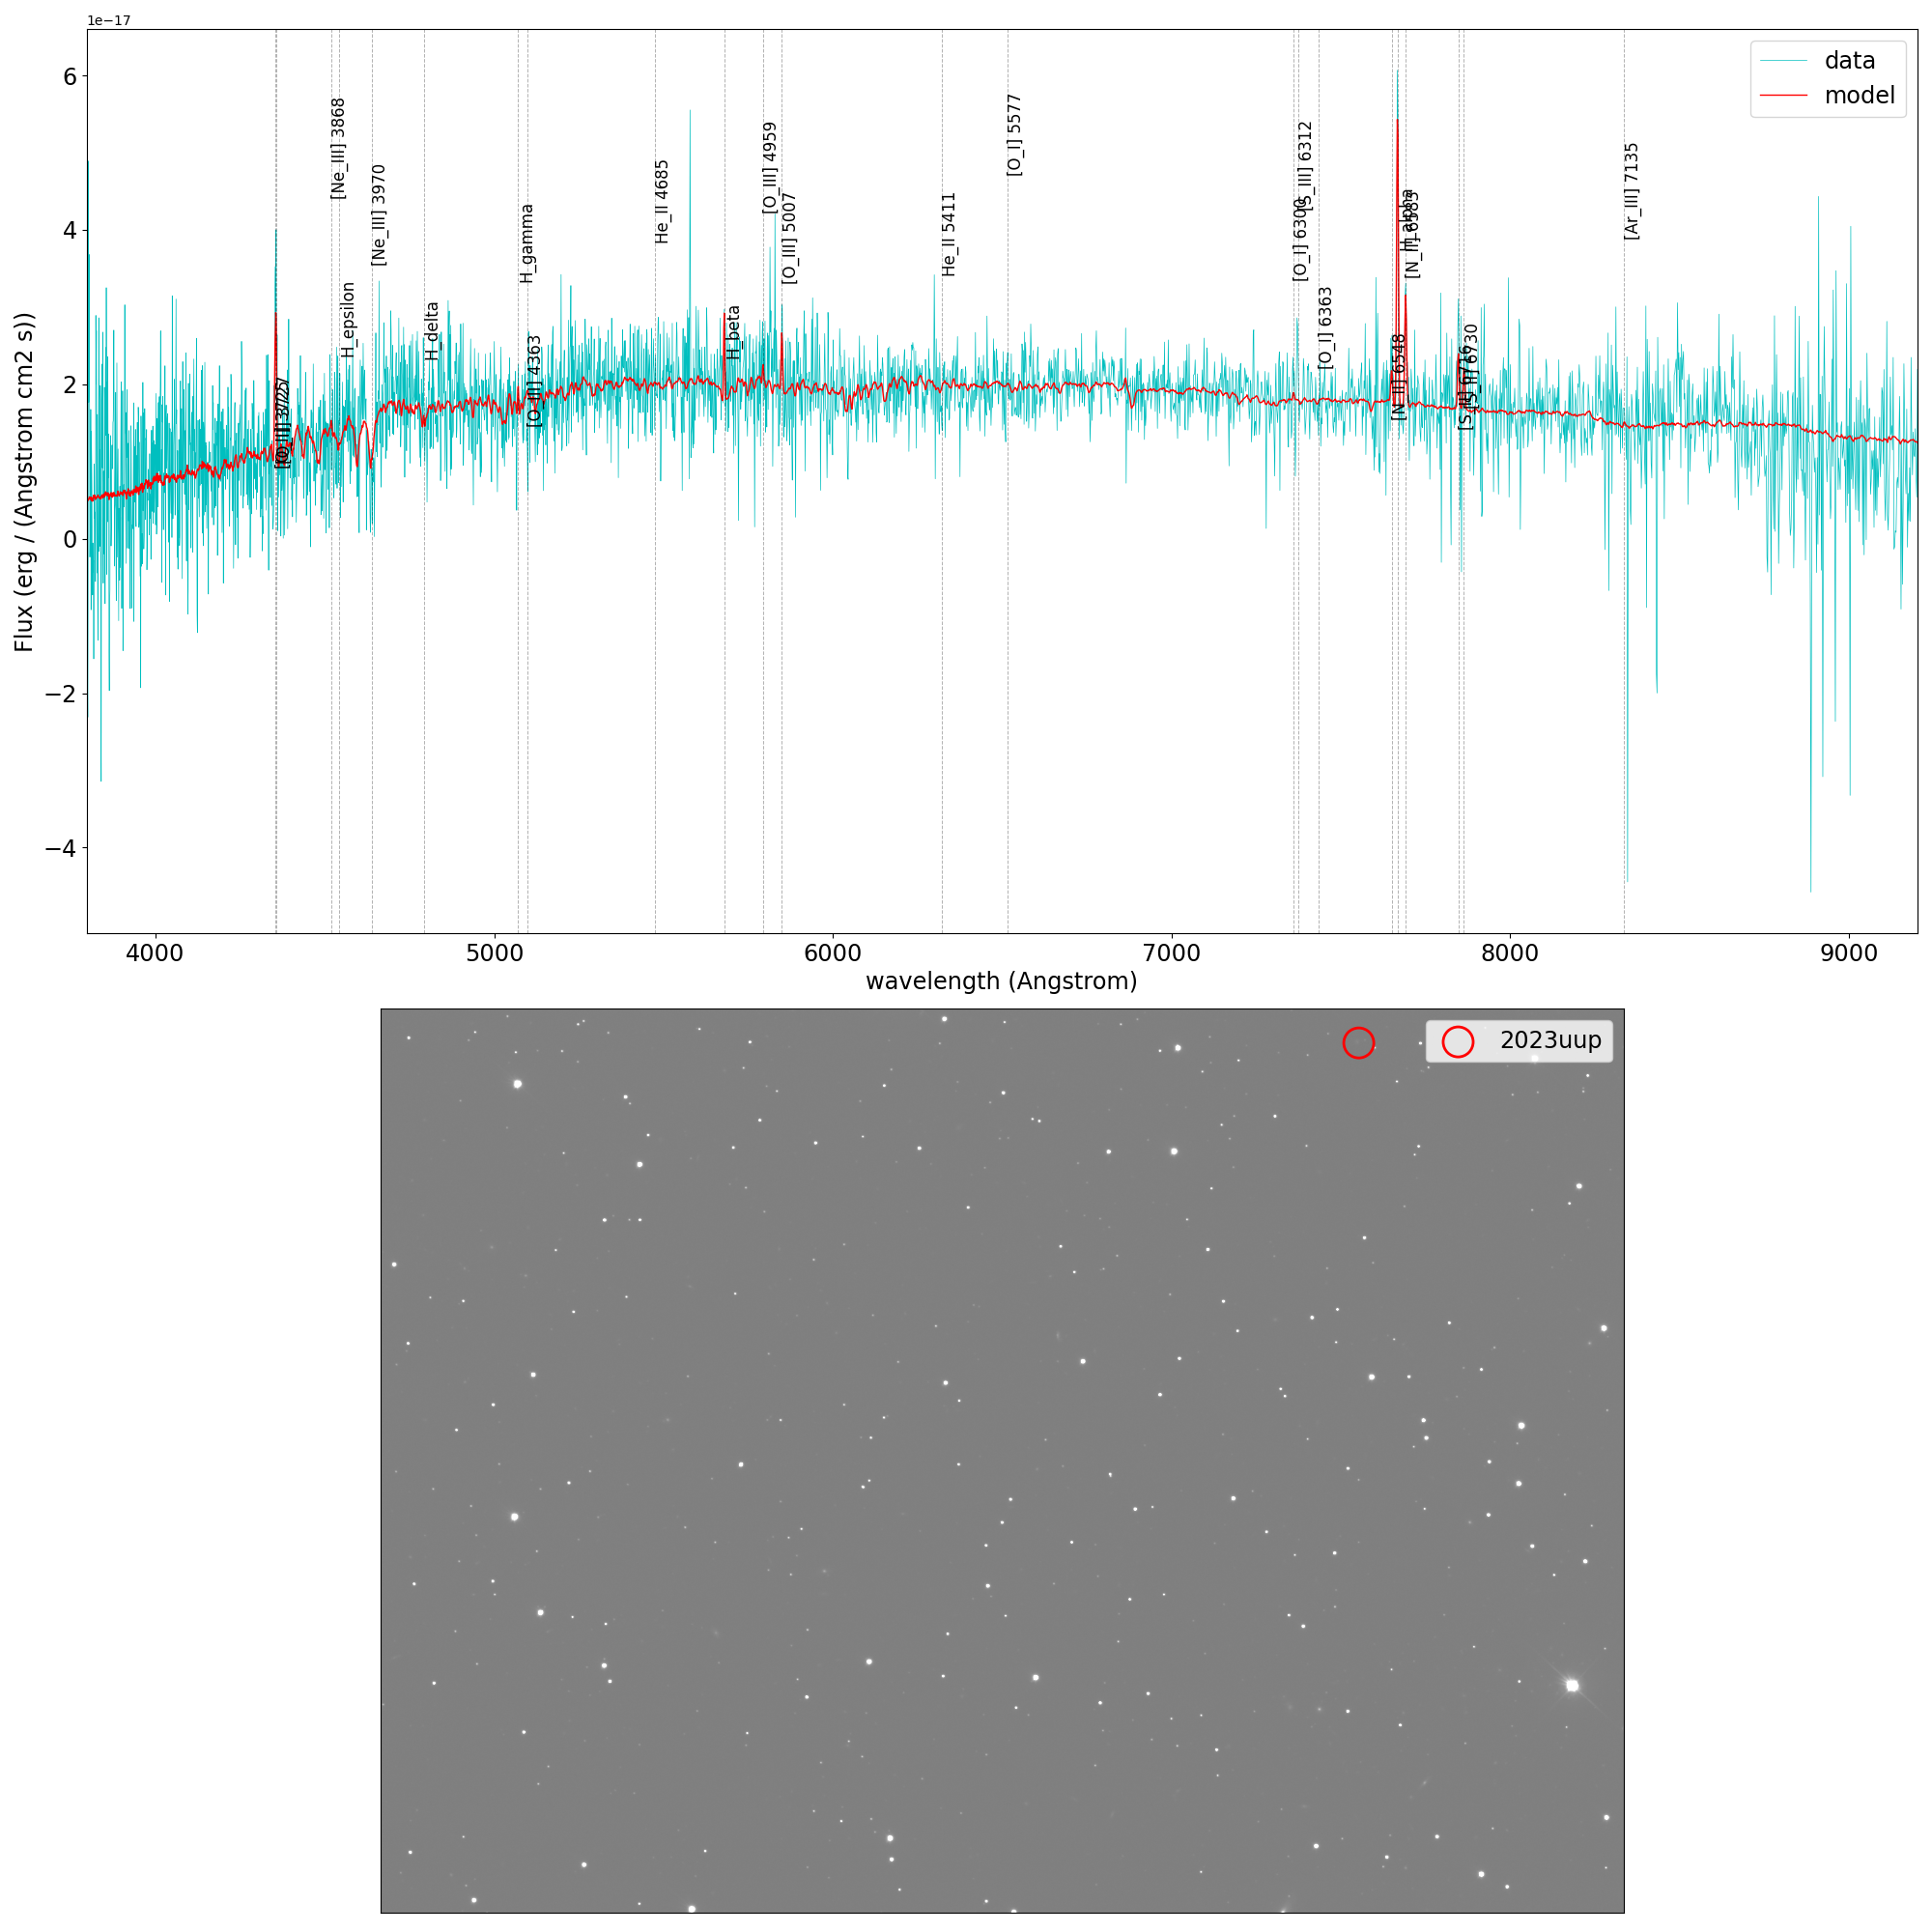 1e−17
data
model
[Ne_III] 3868
[Ne_III] 3970
H_epsilon
H_delta
H_gamma
[O_III] 4363
He_II 4685
H_beta
[O_III] 4959
[O_III] 5007
He_II 5411
[O_I] 5577
[O_I] 6300
[S_III] 6312
[O_I] 6363
[N_II] 6548
H_alpha
[N_II] 6583
[S_II] 6716
[S_II] 6730
[Ar_III] 7135
6
4
2
0
−2
−4
Flux (erg / (Angstrom cm2 s))
4000 5000 6000 7000 8000 9000
wavelength (Angstrom)
2023uup